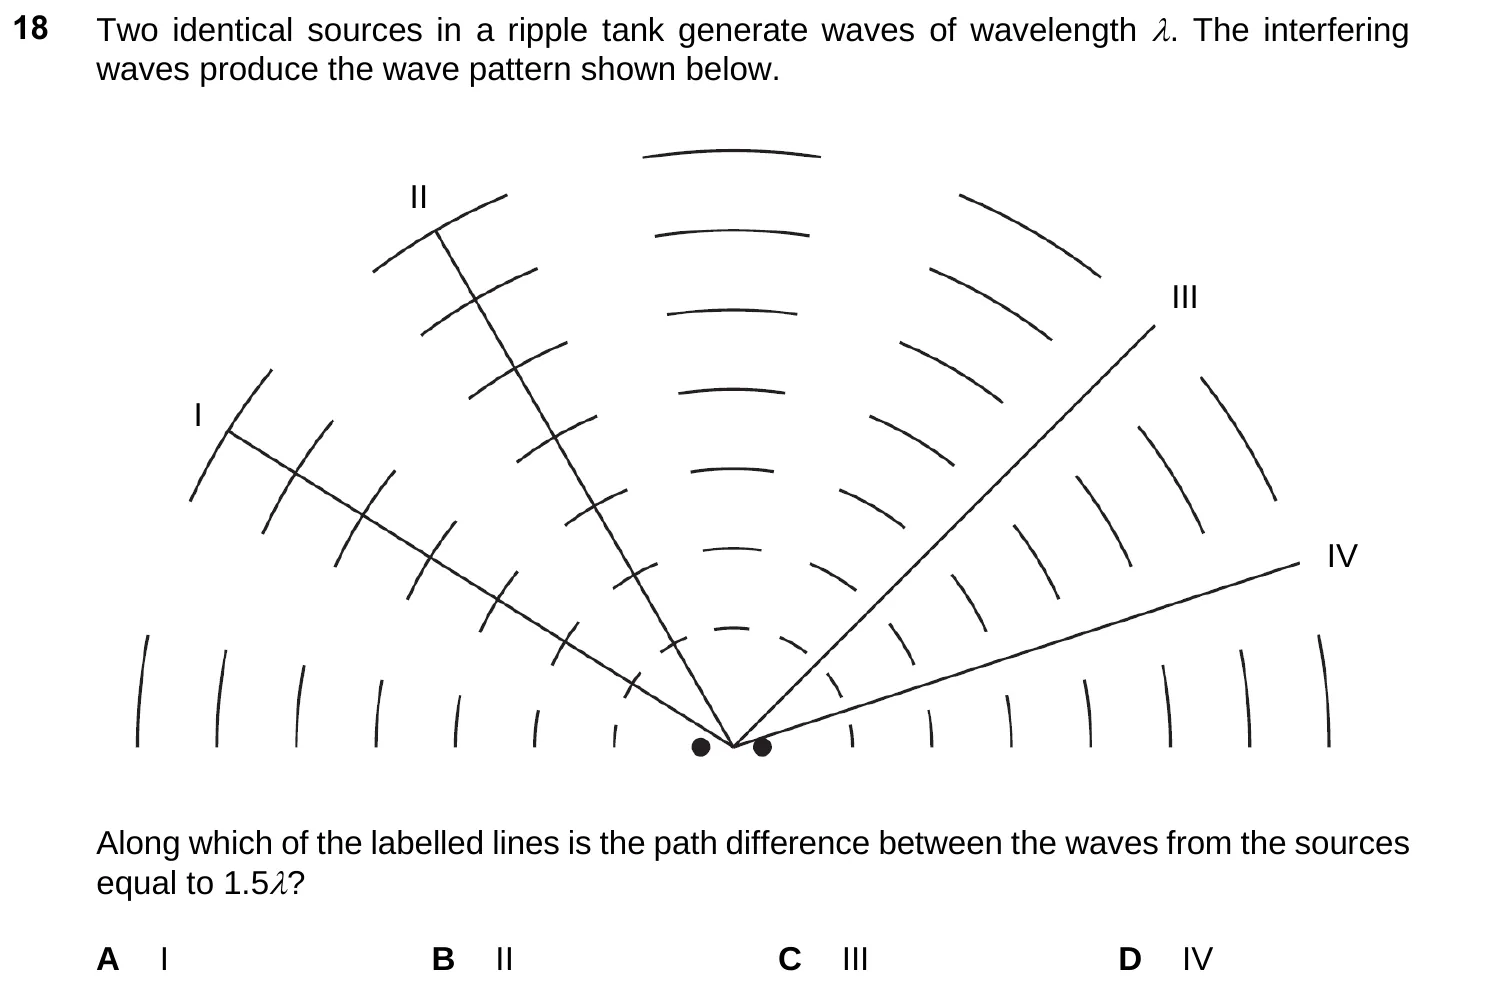 18 Two identical sources in a ripple tank generate waves of wavelength λ. The interfering
waves produce the wave pattern shown below.
II
III
I
IV
Along which of the labelled lines is the path difference between the waves from the sources
equal to 1.5λ?
A I B II C III D IV